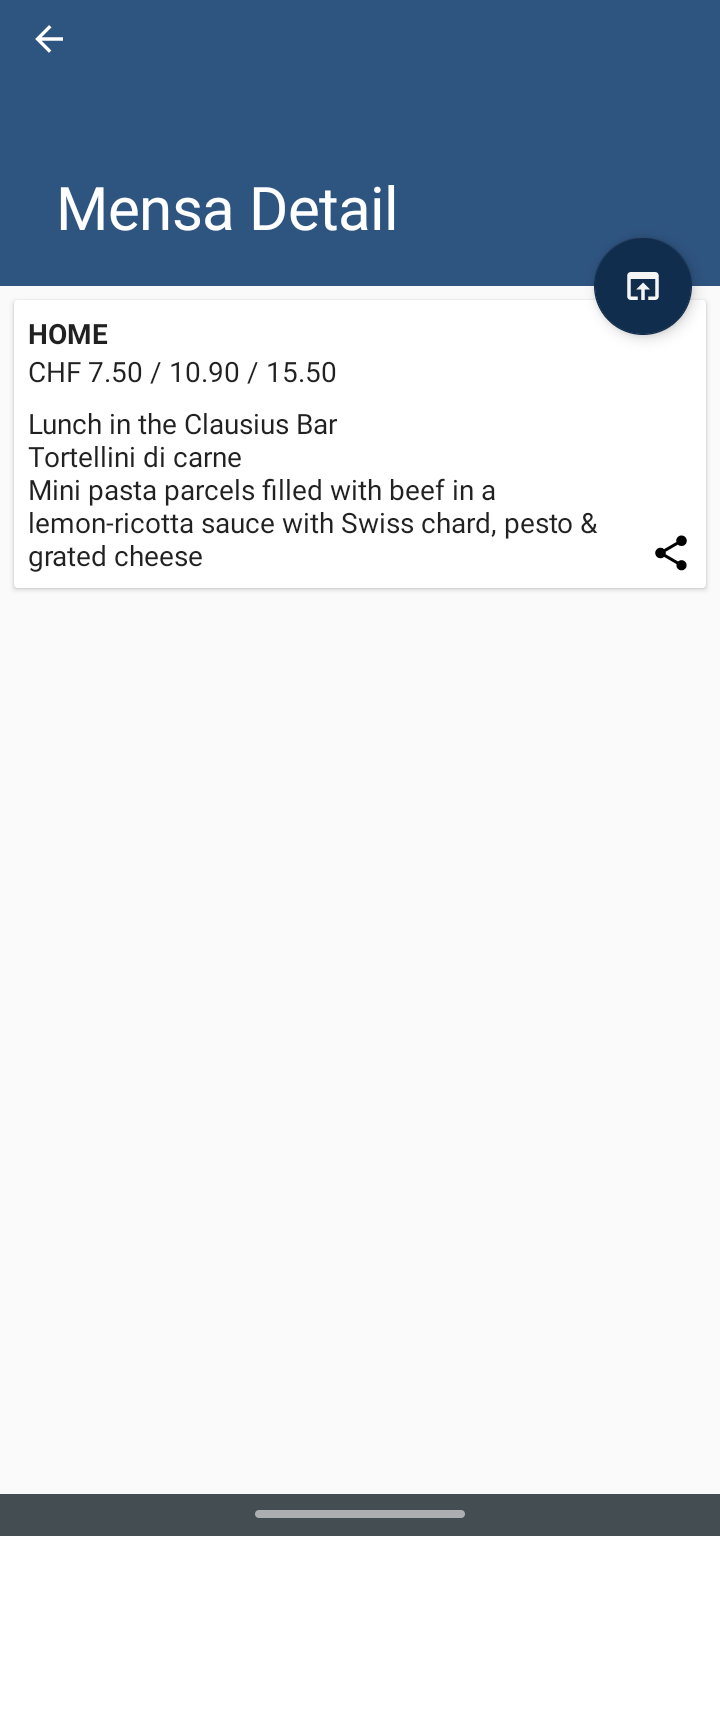 Mensa Detail
HOME
CHF 7.50 / 10.90 / 15.50
Lunch in the Clausius Bar
Tortellini di carne
Mini pasta parcels filled with beef in a
lemon-ricotta sauce with Swiss chard, pesto &
grated cheese